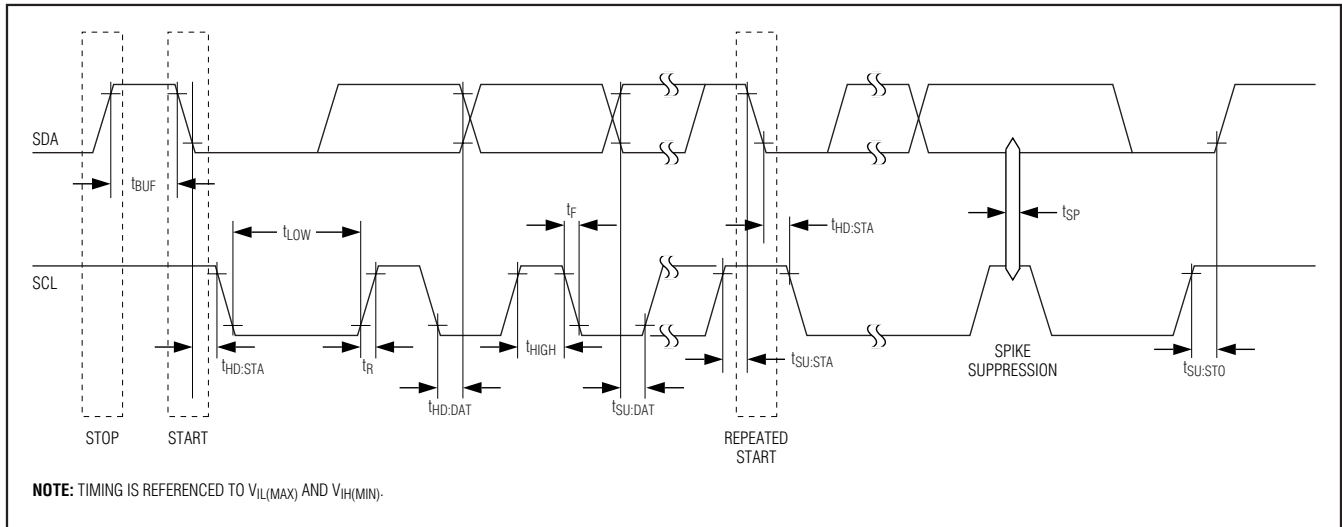 SDA
tBUF
tLOW
tF
tHD:STA
tSP
SCL
tHD:STA
tR
tHIGH
tSU:STA
SPIKE
SUPPRESSION
tSU:STO
tHD:DAT
tSU:DAT
STOP
START
REPEATED
START
NOTE: TIMING IS REFERENCED TO VIL(MAX) AND VIH(MIN).